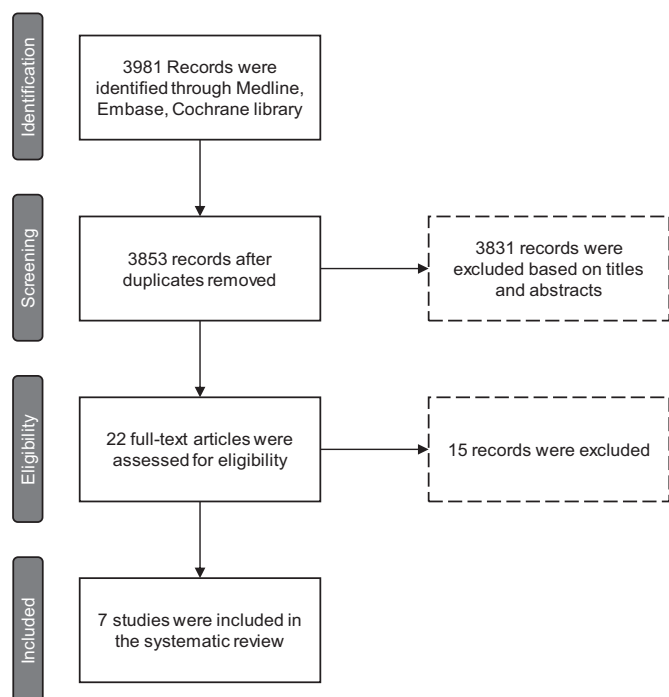 Identification
3981 Records were
identified through Medline,
Embase, Cochrane library
Screening
3853 records after
duplicates removed
3831 records were
excluded based on titles
and abstracts
Eligibility
22 full-text articles were
assessed for eligibility
15 records were excluded
Included
7 studies were included in
the systematic review